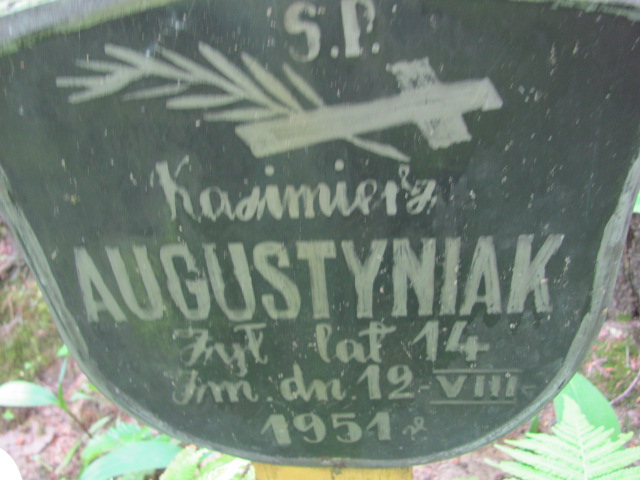 S.P.
Kazimierz
AUGUSTYNIAK
Żył lat 14
Zm. dn. 12-VIII-
1951 r